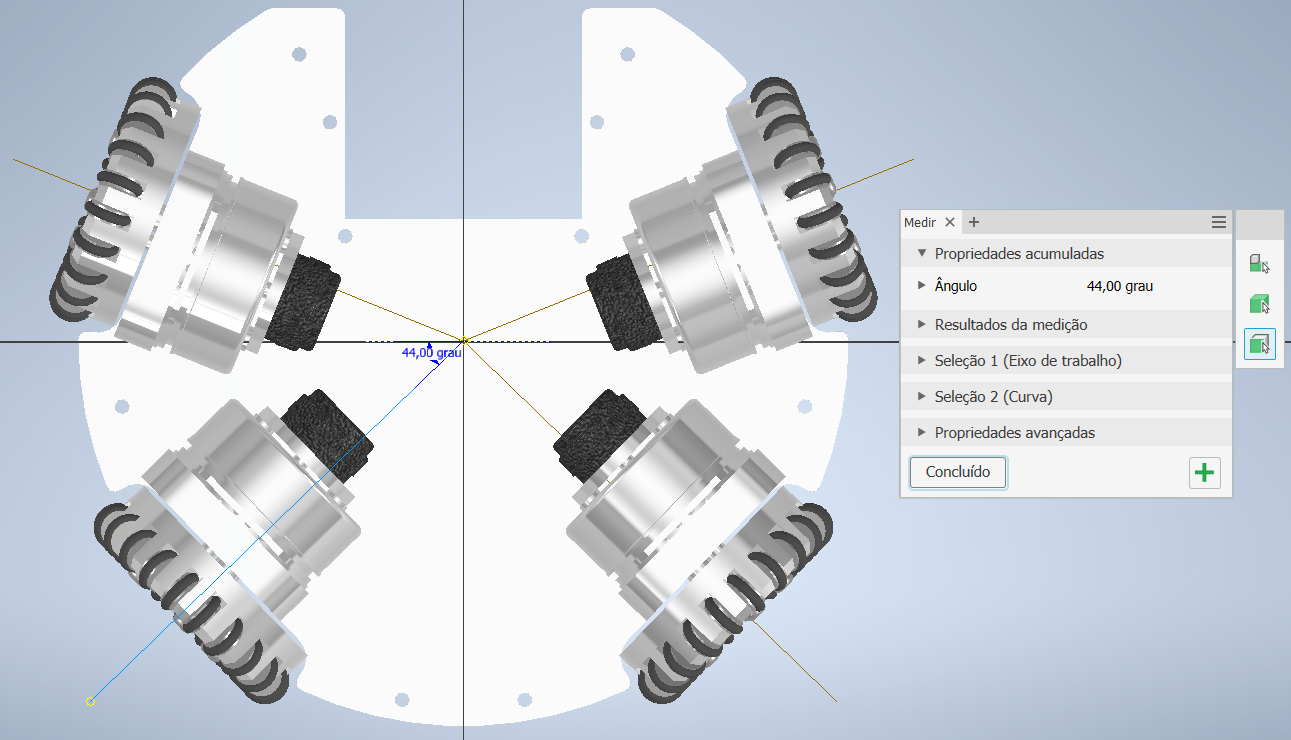 Medir
Propriedades acumuladas
Ângulo 44,00 grau
Resultados da medição
Seleção 1 (Eixo de trabalho)
Seleção 2 (Curva)
Propriedades avançadas
Concluído
44,00 grau